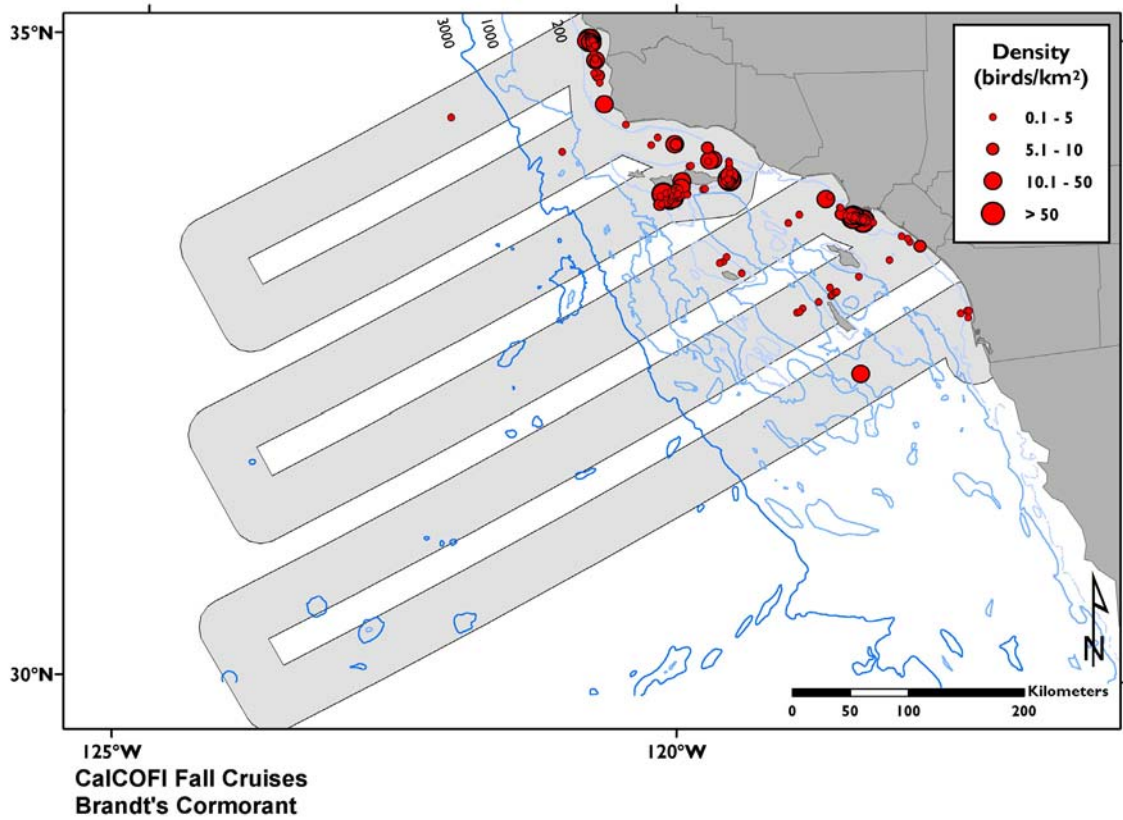 35°N
3000
1000
200
Density
(birds/km²)
0.1 - 5
5.1 - 10
10.1 - 50
> 50
N
30°N
Kilometers
0 50 100 200
125°W 120°W
CalCOFI Fall Cruises
Brandt's Cormorant